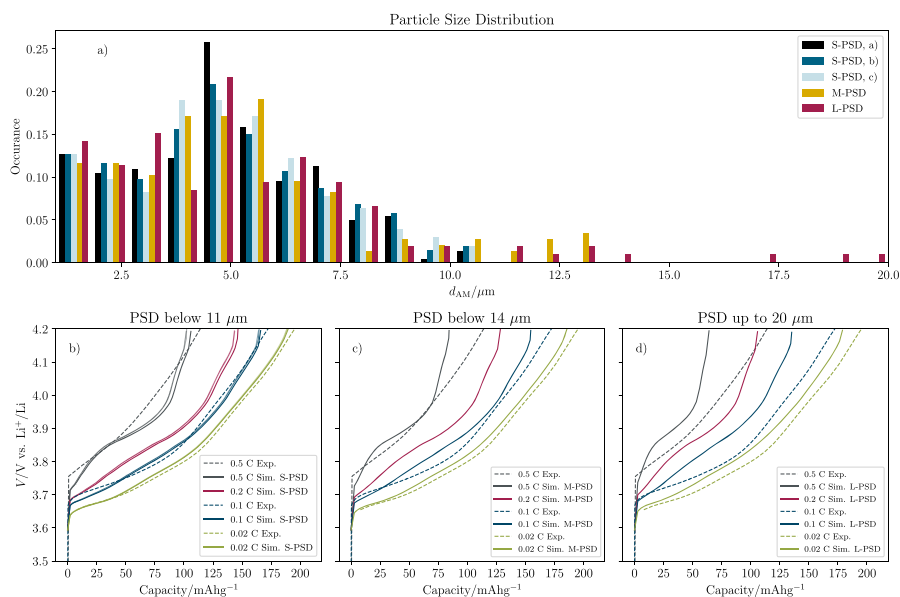 Particle Size Distribution
a)
Occurance
0.25
0.20
0.15
0.10
0.05
0.00
2.5 5.0 7.5 10.0 12.5 15.0 17.5 20.0
d_AM/μm
S-PSD, a)
S-PSD, b)
S-PSD, c)
M-PSD
L-PSD
PSD below 11 μm
b)
V/V vs. Li⁺/Li
4.2
4.1
4.0
3.9
3.8
3.7
3.6
3.5
0 25 50 75 100 125 150 175 200
Capacity/mAhg⁻¹
0.5 C Exp.
0.5 C Sim. S-PSD
0.2 C Sim. S-PSD
0.1 C Exp.
0.1 C Sim. S-PSD
0.02 C Exp.
0.02 C Sim. S-PSD
PSD below 14 μm
c)
0 25 50 75 100 125 150 175 200
Capacity/mAhg⁻¹
0.5 C Exp.
0.5 C Sim. M-PSD
0.2 C Sim. M-PSD
0.1 C Exp.
0.1 C Sim. M-PSD
0.02 C Exp.
0.02 C Sim. M-PSD
PSD up to 20 μm
d)
0 25 50 75 100 125 150 175 200
Capacity/mAhg⁻¹
0.5 C Exp.
0.5 C Sim. L-PSD
0.2 C Sim. L-PSD
0.1 C Exp.
0.1 C Sim. L-PSD
0.02 C Exp.
0.02 C Sim. L-PSD